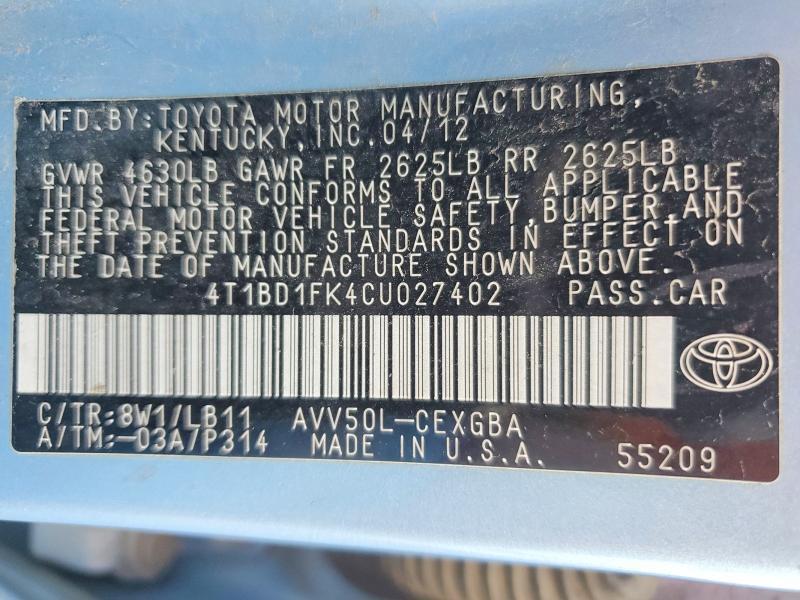 MFD.BY:TOYOTA MOTOR MANUFACTURING,
KENTUCKY,INC.04/12
GVWR 4630LB GAWR FR 2625LB RR 2625LB
THIS VEHICLE CONFORMS TO ALL APPLICABLE
FEDERAL MOTOR VEHICLE SAFETY,BUMPER,AND
THEFT PREVENTION STANDARDS IN EFFECT ON
THE DATE OF MANUFACTURE SHOWN ABOVE.
4T1BD1FK4CU027402 PASS.CAR
C/TR:8W1/LB11 AVV50L-CEXGBA
A/TM:-03A7P314 MADE IN U.S.A. 55209